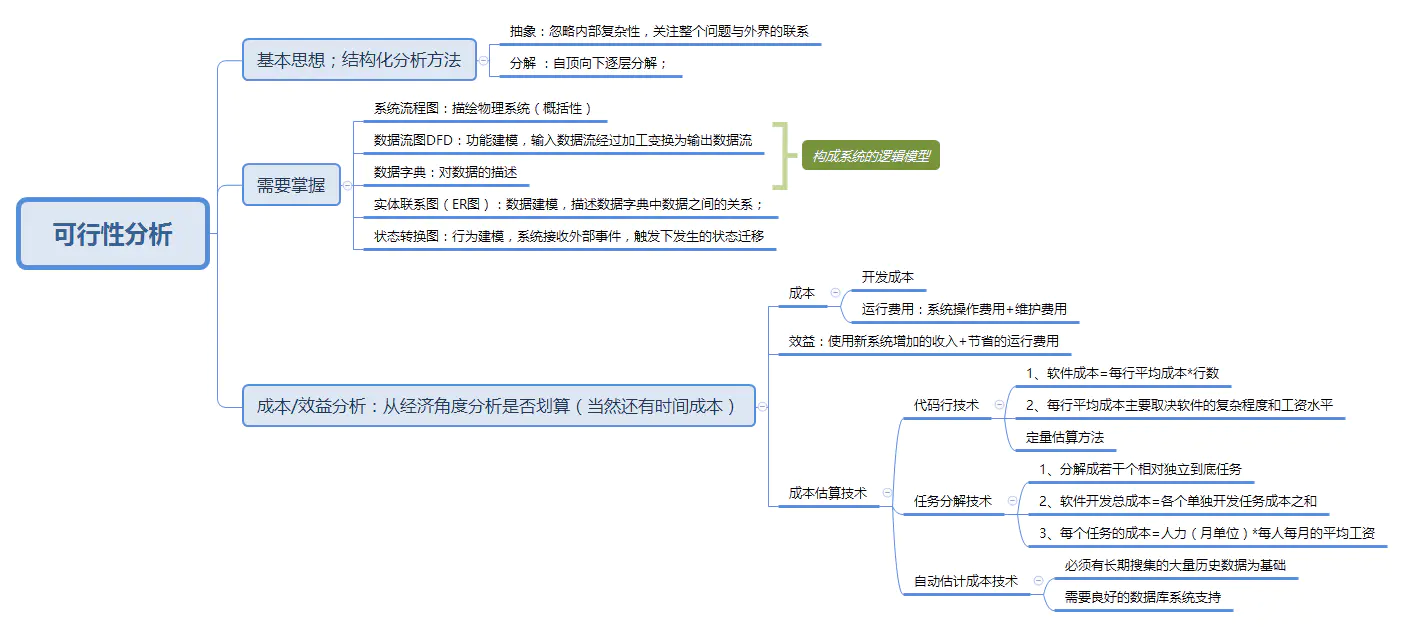 可行性分析
基本思想；结构化分析方法
抽象：忽略内部复杂性，关注整个问题与外界的联系
分解 ：自顶向下逐层分解；
需要掌握
系统流程图：描绘物理系统（概括性）
数据流图DFD：功能建模，输入数据流经过加工变换为输出数据流
数据字典：对数据的描述
实体联系图（ER图）：数据建模，描述数据字典中数据之间的关系；
状态转换图：行为建模，系统接收外部事件，触发下发生的状态迁移
构成系统的逻辑模型
成本/效益分析：从经济角度分析是否划算（当然还有时间成本）
成本
开发成本
运行费用：系统操作费用+维护费用
效益：使用新系统增加的收入+节省的运行费用
成本估算技术
代码行技术
1、软件成本=每行平均成本*行数
2、每行平均成本主要取决软件的复杂程度和工资水平
定量估算方法
任务分解技术
1、分解成若干个相对独立到底任务
2、软件开发总成本=各个单独开发任务成本之和
3、每个任务的成本=人力（月单位）*每人每月的平均工资
自动估计成本技术
必须有长期搜集的大量历史数据为基础
需要良好的数据库系统支持